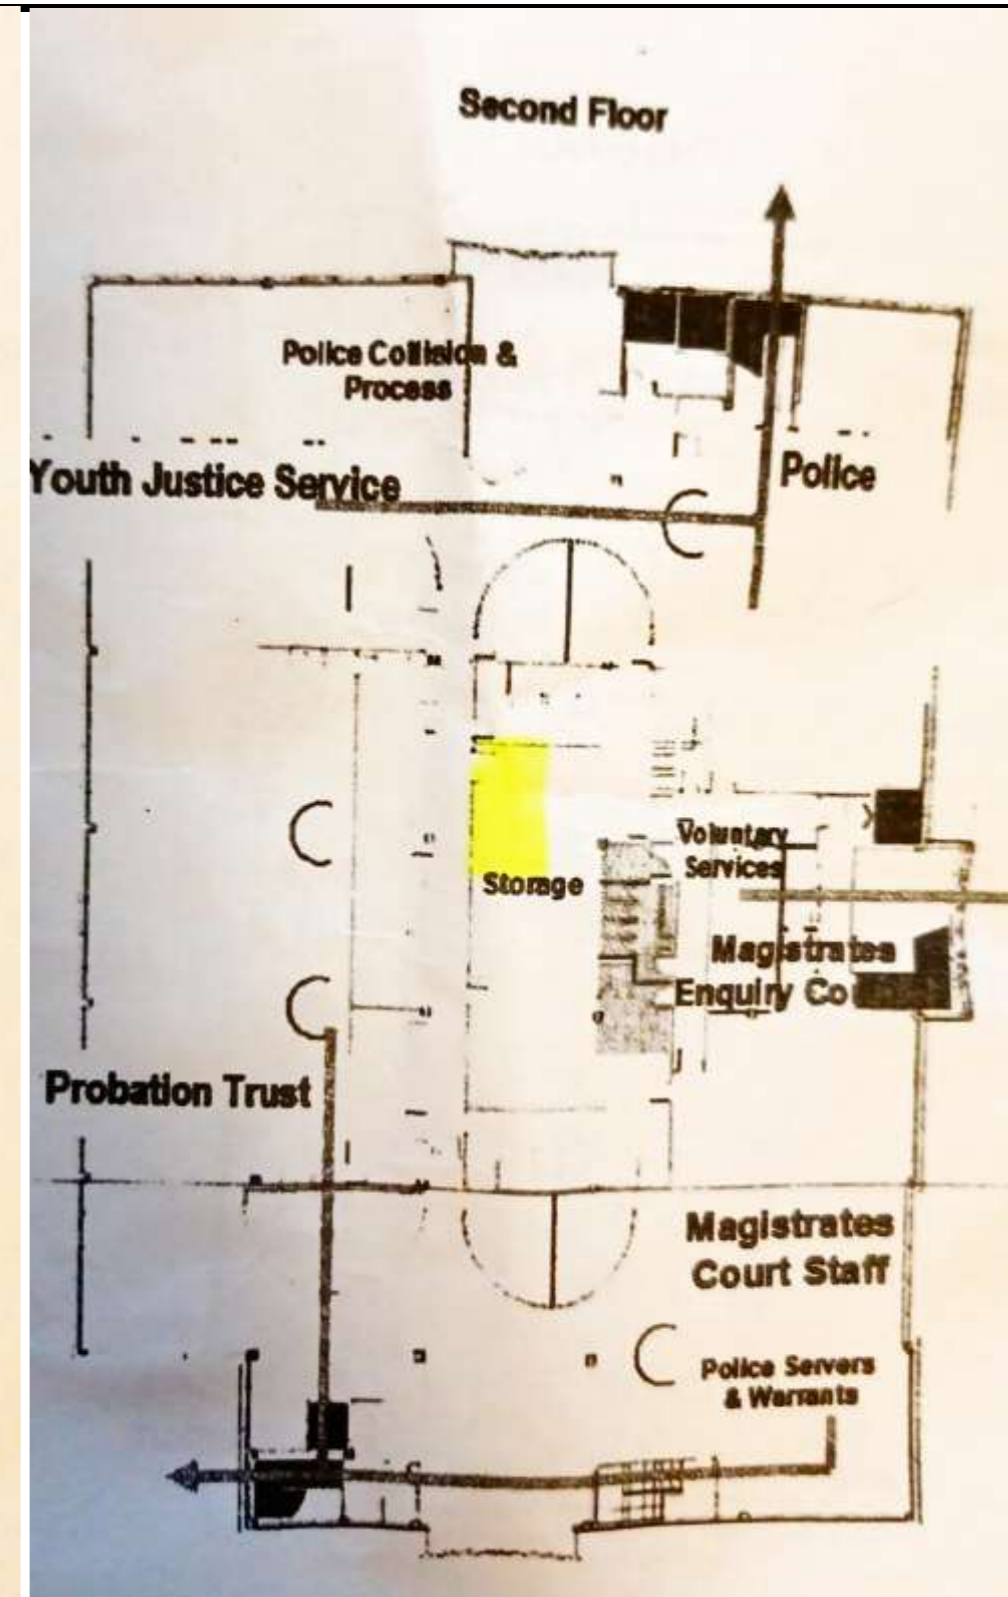 Second Floor
Police Collision &
Process
Youth Justice Service
Police
Voluntary
Services
Storage
Magistrates
Enquiry
Probation Trust
Magistrates
Court Staff
Police Servers
& Warrants